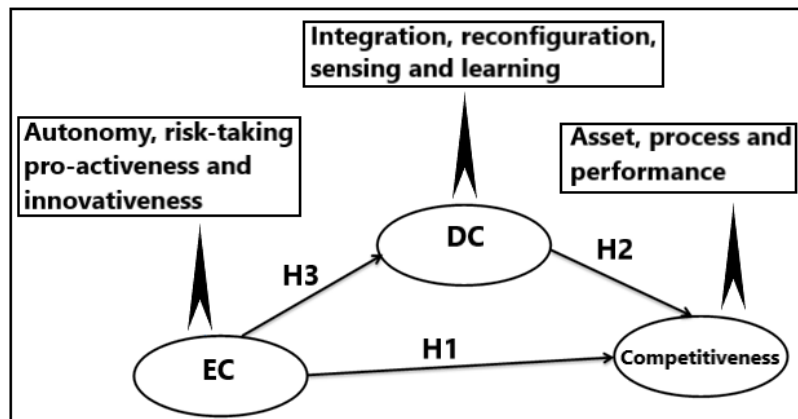 Integration, reconfiguration,
sensing and learning
Autonomy, risk-taking
pro-activeness and
innovativeness
Asset, process and
performance
DC
H3
H2
H1
EC
Competitiveness